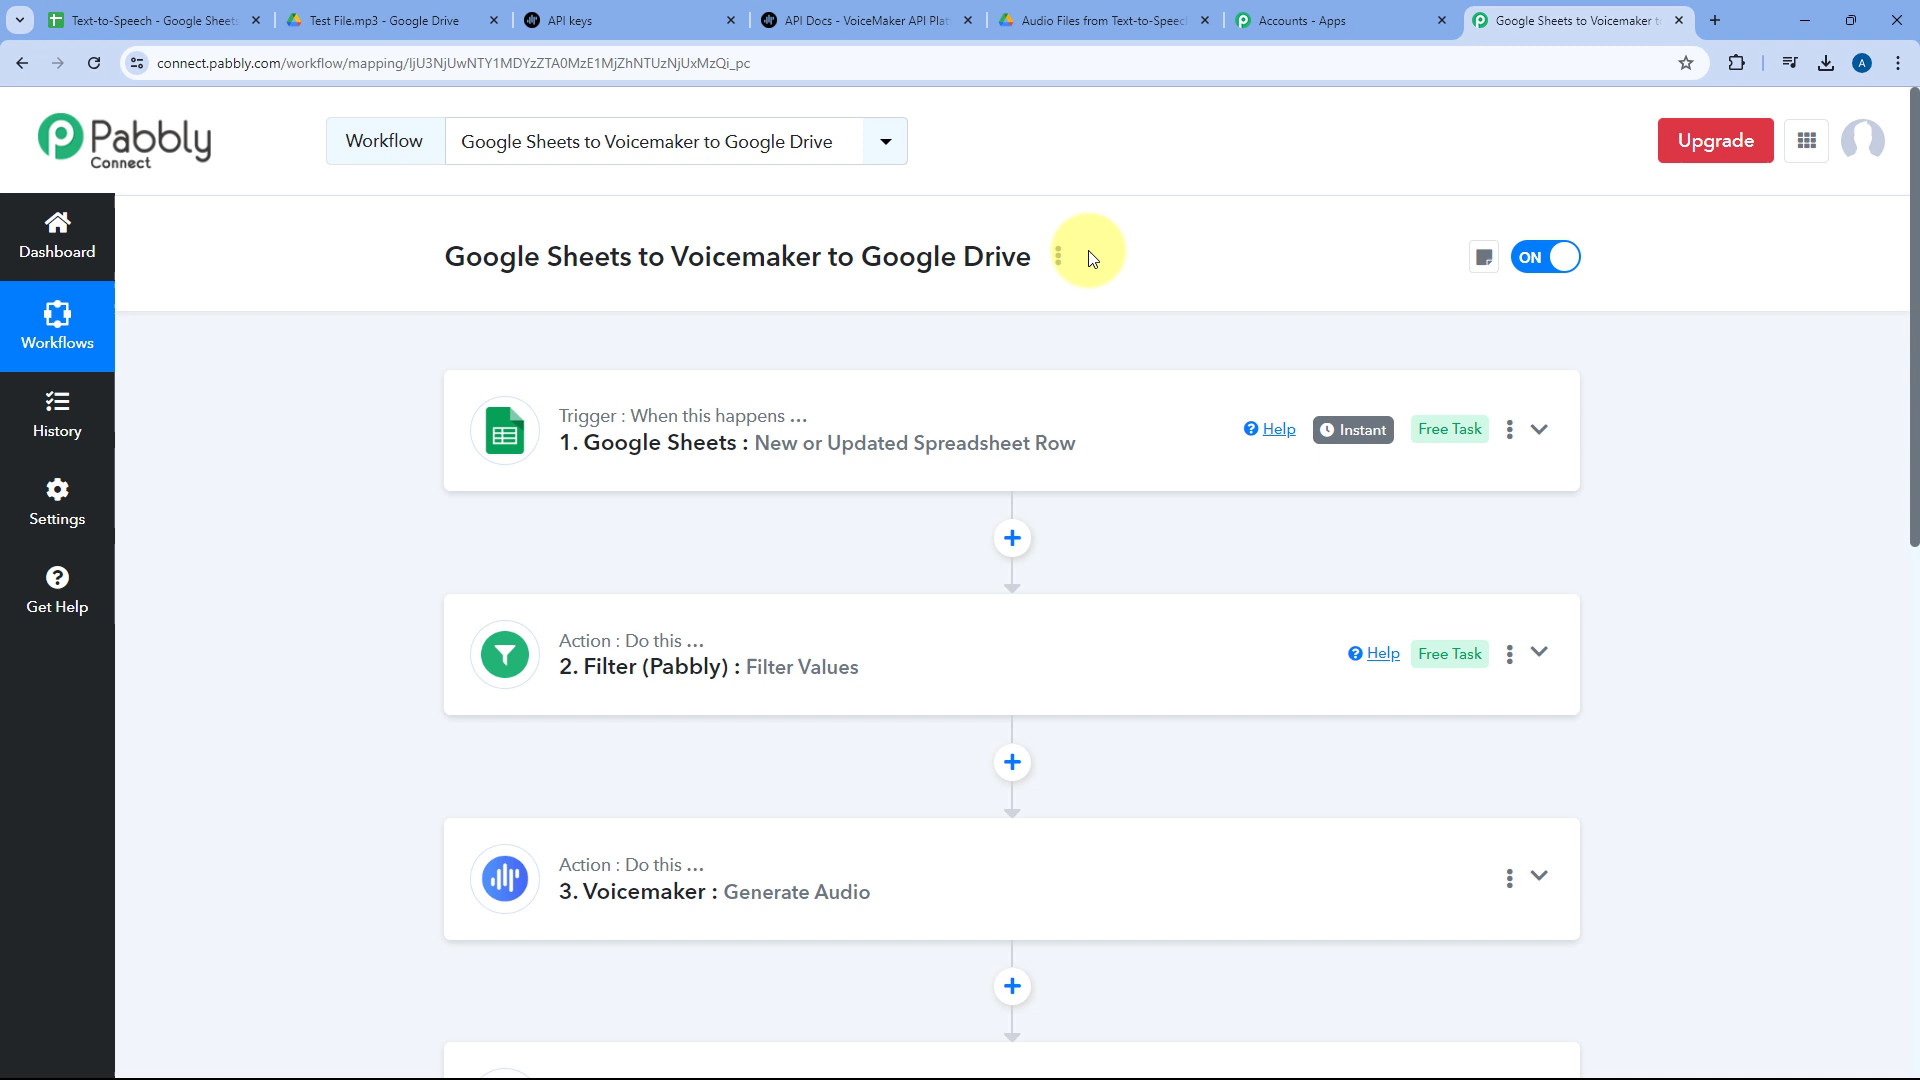 Text-to-Speech - Google Sheets
Test File.mp3 - Google Drive
API keys
API Docs - VoiceMaker API Plat
Audio Files from Text-to-Speech
Accounts - Apps
Google Sheets to Voicemaker t
connect.pabbly.com/workflow/mapping/IjU3NjUwNTY1MDYzZTA0MzE1MjZhNTUzNjUxMzQi_pc
A
Pabbly
Connect
Workflow
Google Sheets to Voicemaker to Google Drive
Upgrade
Dashboard
Workflows
History
Settings
Get Help
Google Sheets to Voicemaker to Google Drive
ON
Trigger : When this happens ...
1. Google Sheets : New or Updated Spreadsheet Row
Help
Instant
Free Task
Action : Do this ...
2. Filter (Pabbly) : Filter Values
Help
Free Task
Action : Do this ...
3. Voicemaker : Generate Audio